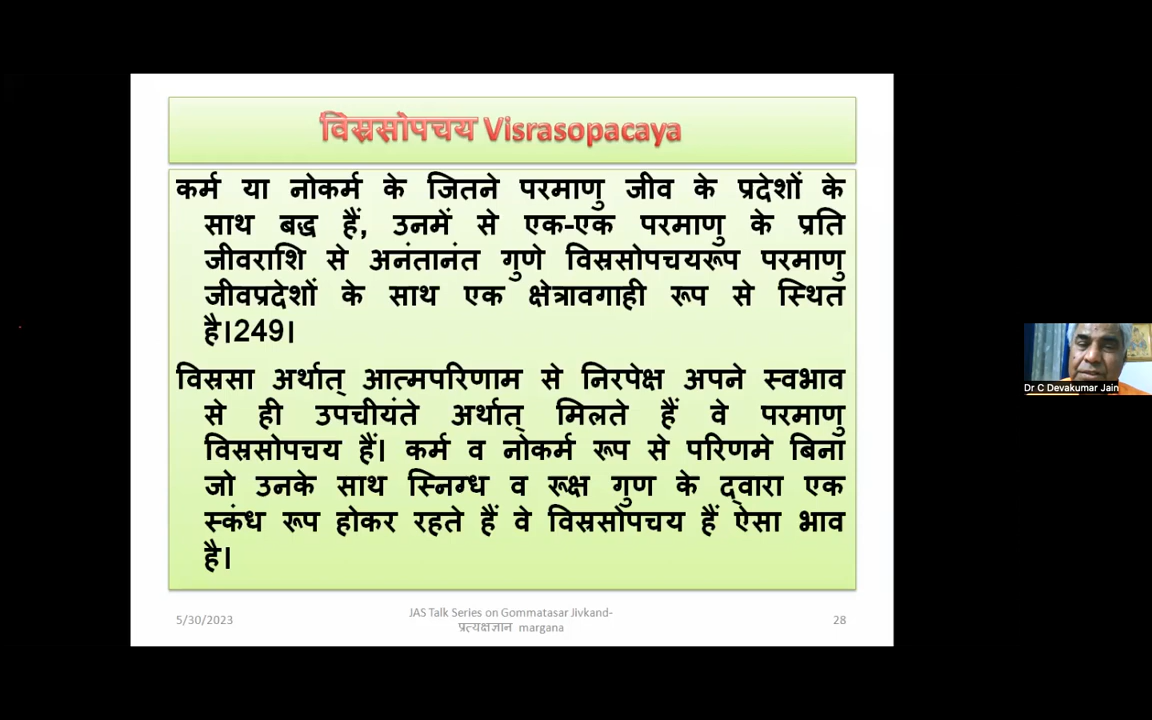 विस्रसोपचय Visrasopacaya
कर्म या नोकर्म के जितने परमाणु जीव के प्रदेशों के
साथ बद्ध हैं, उनमें से एक-एक परमाणु के प्रति
जीवराशि से अनंतानंत गुणे विस्रसोपचयरूप परमाणु
जीवप्रदेशों के साथ एक क्षेत्रावगाही रूप से स्थित
है।249।
विस्रसा अर्थात् आत्मपरिणाम से निरपेक्ष अपने स्वभाव
से ही उपचीयंते अर्थात् मिलते हैं वे परमाणु
विस्रसोपचय हैं। कर्म व नोकर्म रूप से परिणमे बिना
जो उनके साथ स्निग्ध व रूक्ष गुण के द्वारा एक
स्कंध रूप होकर रहते हैं वे विस्रसोपचय हैं ऐसा भाव
है।
5/30/2023
JAS Talk Series on Gommatasar Jivkand-
प्रत्यक्षज्ञान margana
28
Dr C Devakumar Jain